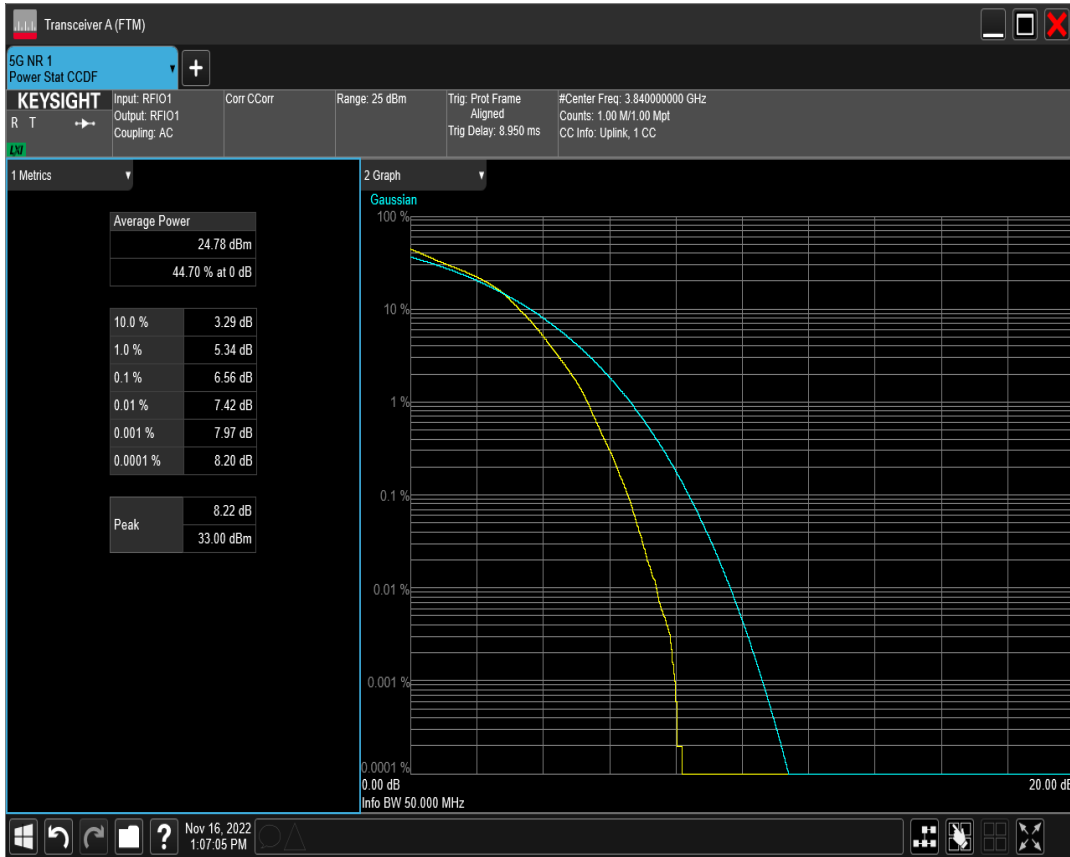 Transceiver A (FTM)
5G NR 1
Power Stat CCDF
+
KEYSIGHT
R T
LXI
Input: RFIO1
Output: RFIO1
Coupling: AC
Corr CCorr
Range: 25 dBm
Trig: Prot Frame
Aligned
Trig Delay: 8.950 ms
#Center Freq: 3.840000000 GHz
Counts: 1.00 M/1.00 Mpt
CC Info: Uplink, 1 CC
1 Metrics
Average Power
24.78 dBm
44.70 % at 0 dB
10.0 % 3.29 dB
1.0 % 5.34 dB
0.1 % 6.56 dB
0.01 % 7.42 dB
0.001 % 7.97 dB
0.0001 % 8.20 dB
Peak
8.22 dB
33.00 dBm
2 Graph
Gaussian
100 %
10 %
1 %
0.1 %
0.01 %
0.001 %
0.0001 %
0.00 dB 20.00 dB
Info BW 50.000 MHz
?
Nov 16, 2022
1:07:05 PM